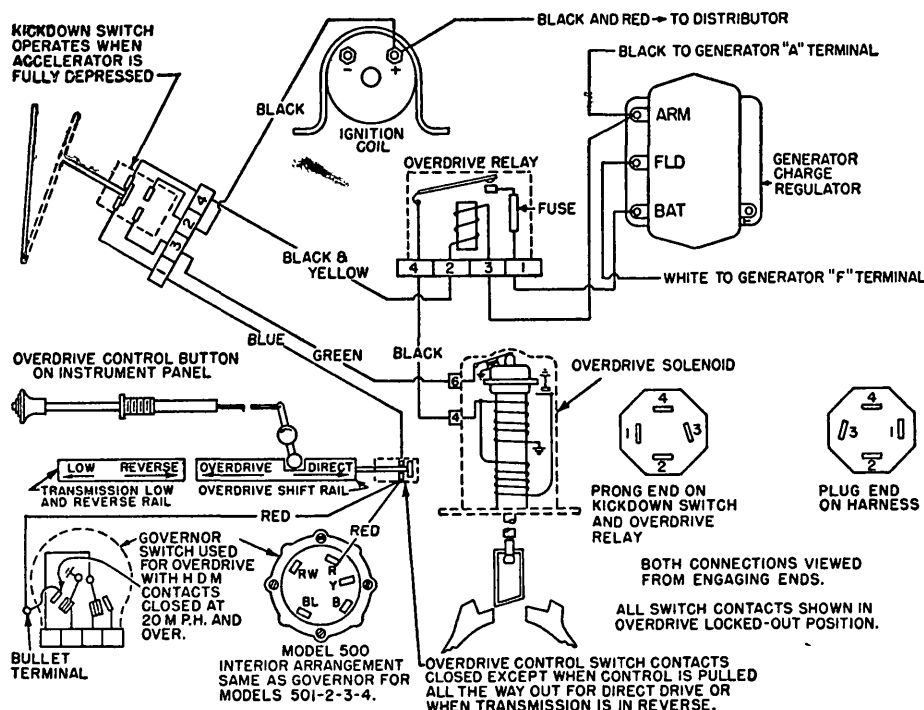 KICKDOWN SWITCH
OPERATES WHEN
ACCELERATOR IS
FULLY DEPRESSED
BLACK AND RED → TO DISTRIBUTOR
BLACK TO GENERATOR "A" TERMINAL
- +
IGNITION
COIL
BLACK
OVERDRIVE RELAY
FUSE
ARM
FLD
BAT
GENERATOR
CHARGE
REGULATOR
4
2
3
1
BLACK &
YELLOW
4 2 3 1
WHITE TO GENERATOR "F" TERMINAL
BLUE
GREEN
BLACK
OVERDRIVE CONTROL BUTTON
ON INSTRUMENT PANEL
OVERDRIVE SOLENOID
6
4
4
1 3
2
4
3 1
2
LOW REVERSE
OVERDRIVE DIRECT
TRANSMISSION LOW
AND REVERSE RAIL
OVERDRIVE SHIFT RAIL
PRONG END ON
KICKDOWN SWITCH
AND OVERDRIVE
RELAY
PLUG END
ON HARNESS
RED
RED
GOVERNOR
SWITCH USED
FOR OVERDRIVE
WITH H D M
CONTACTS
CLOSED AT
20 M.P.H. AND
OVER.
RW R
Y
BL B
BOTH CONNECTIONS VIEWED
FROM ENGAGING ENDS.
ALL SWITCH CONTACTS SHOWN IN
OVERDRIVE LOCKED-OUT POSITION.
BULLET
TERMINAL
MODEL 500
INTERIOR ARRANGEMENT
SAME AS GOVERNOR FOR
MODELS 501-2-3-4.
OVERDRIVE CONTROL SWITCH CONTACTS
CLOSED EXCEPT WHEN CONTROL IS PULLED
ALL THE WAY OUT FOR DIRECT DRIVE OR
WHEN TRANSMISSION IS IN REVERSE.